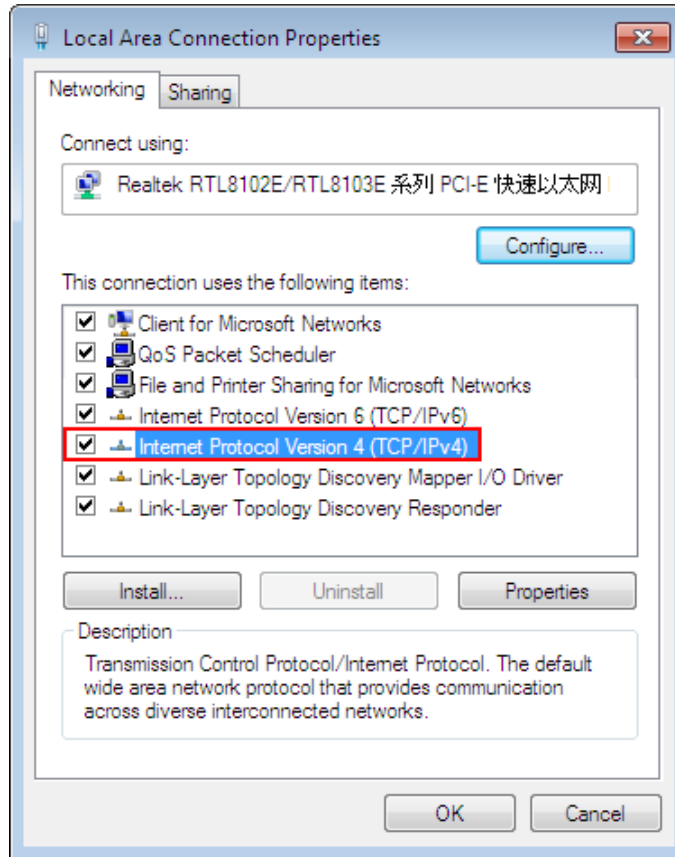 Local Area Connection Properties
Networking
Sharing
Connect using:
Realtek RTL8102E/RTL8103E 系列 PCI-E 快速以太网
Configure...
This connection uses the following items:
Client for Microsoft Networks
QoS Packet Scheduler
File and Printer Sharing for Microsoft Networks
Internet Protocol Version 6 (TCP/IPv6)
Internet Protocol Version 4 (TCP/IPv4)
Link-Layer Topology Discovery Mapper I/O Driver
Link-Layer Topology Discovery Responder
Install...
Uninstall
Properties
Description
Transmission Control Protocol/Internet Protocol. The default
wide area network protocol that provides communication
across diverse interconnected networks.
OK
Cancel